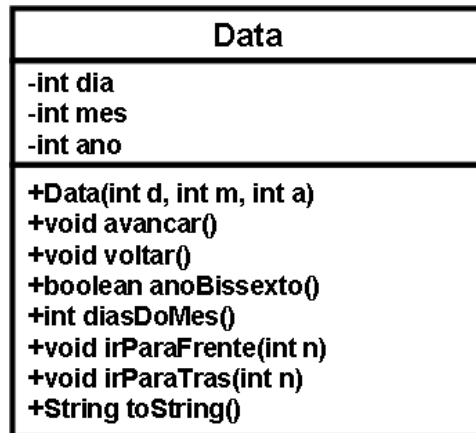 Data
-int dia
-int mes
-int ano
+Data(int d, int m, int a)
+void avancar()
+void voltar()
+boolean anoBissexto()
+int diasDoMes()
+void irParaFrente(int n)
+void irParaTras(int n)
+String toString()